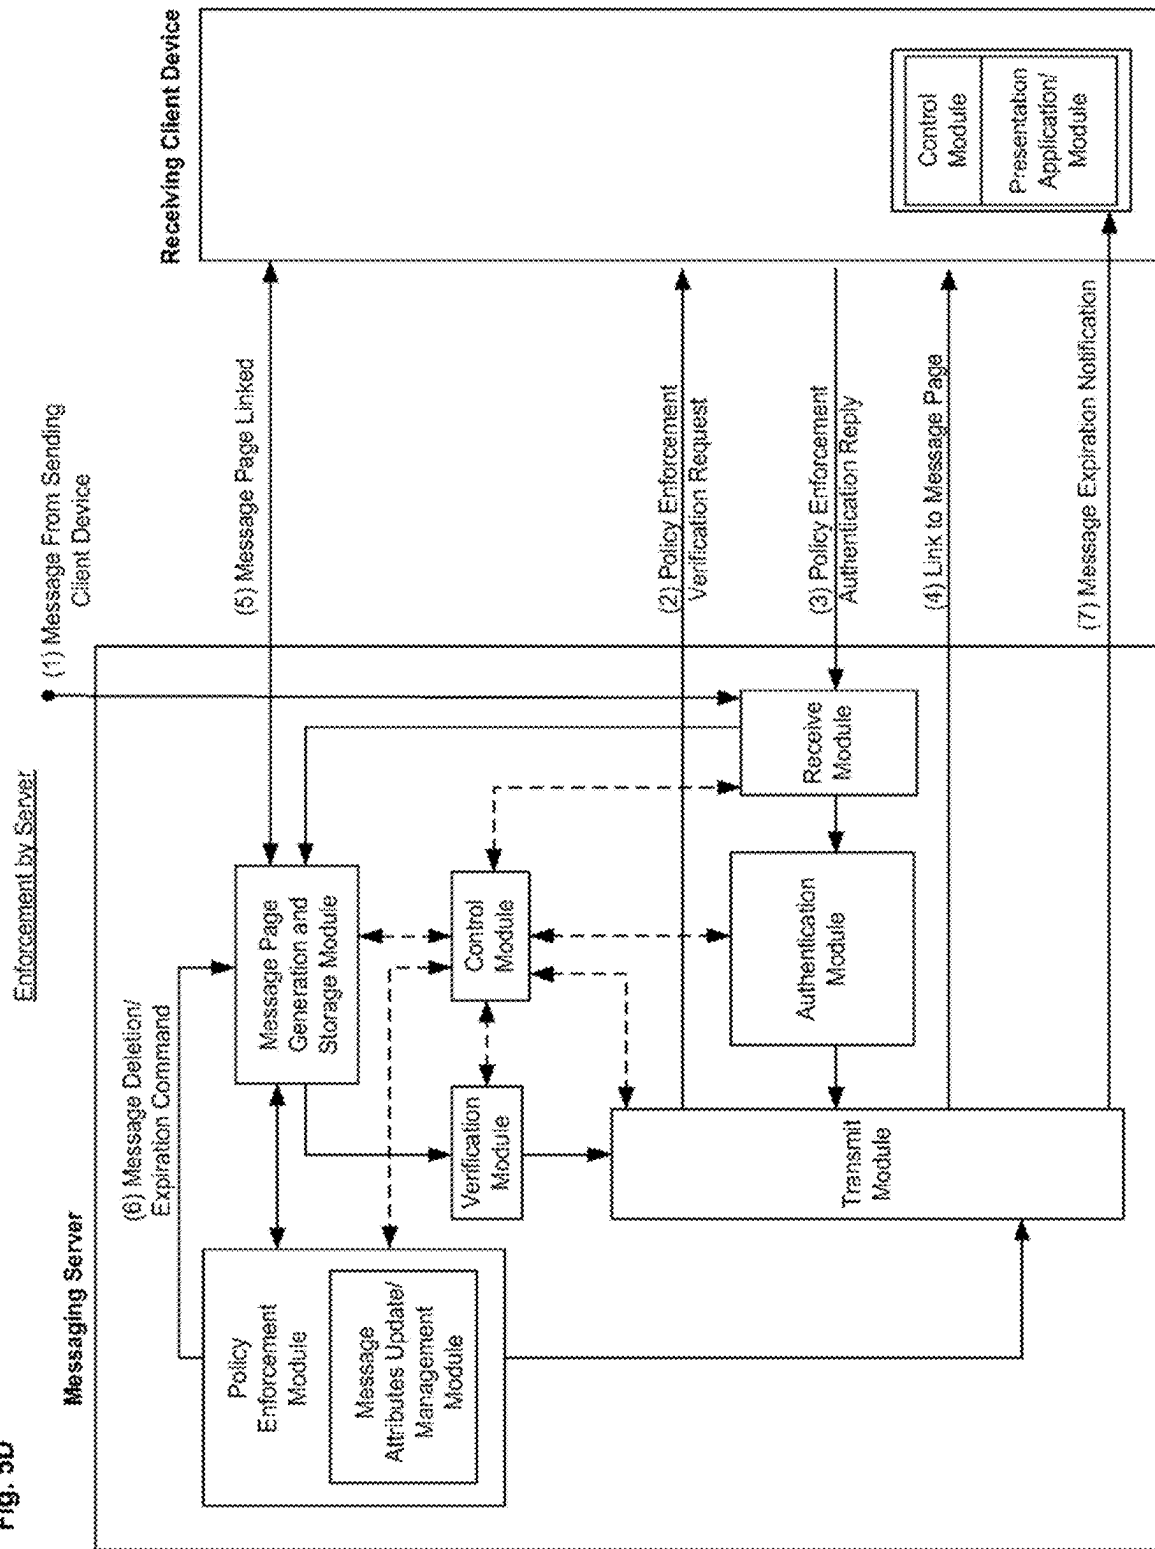 Fig. 5D
Enforcement by Server
Messaging Server
Receiving Client Device
(1) Message From Sending
Client Device
(6) Message Deletion/
Expiration Command
(5) Message Page Linked
Policy
Enforcement
Module
Message
Attributes Update/
Management
Module
Message Page
Generation and
Storage Module
Verification
Module
Control
Module
(2) Policy Enforcement
Verification Request
Receive
Module
(3) Policy Enforcement
Authentication Reply
Authentication
Module
Transmit
Module
(4) Link to Message Page
(7) Message Expiration Notification
Control
Module
Presentation
Application/
Module